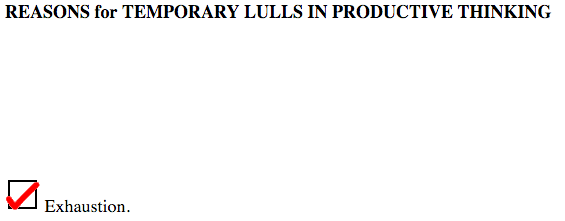 REASONS for TEMPORARY LULLS IN PRODUCTIVE THINKING
Exhaustion.